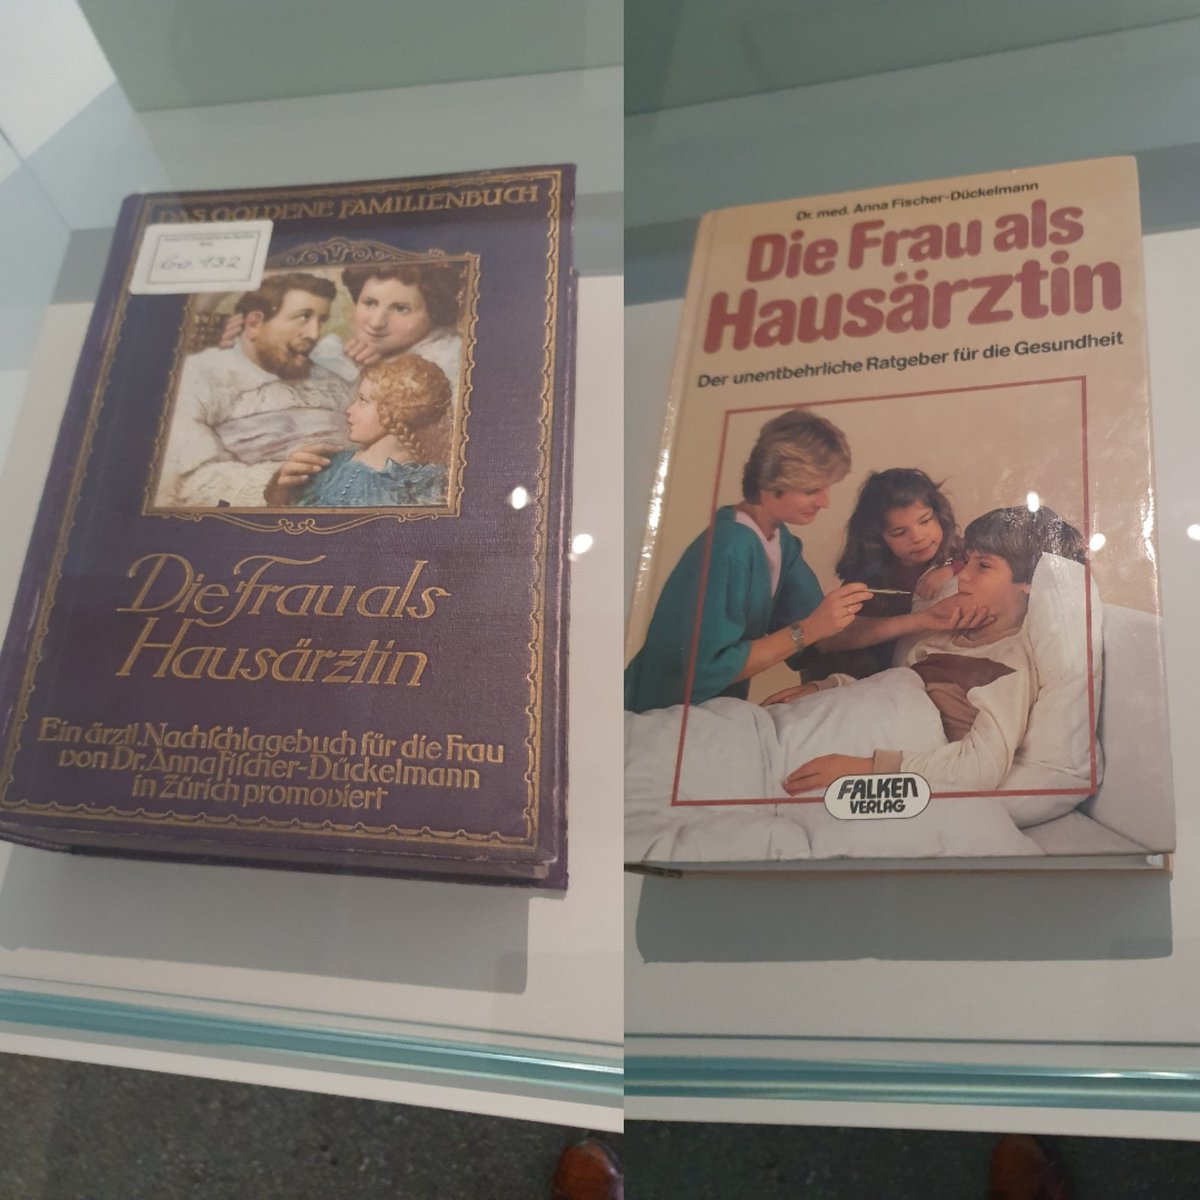 DAS GOLDENE FAMILIENBUCH
60.132
Die Frau als
Hausärztin
Ein ärztl. Nachschlagebuch für die Frau
von Dr. Anna Fischer-Dückelmann
in Zürich promoviert
Dr. med. Anna Fischer-Dückelmann
Die Frau als
Hausärztin
Der unentbehrliche Ratgeber für die Gesundheit
FALKEN
VERLAG